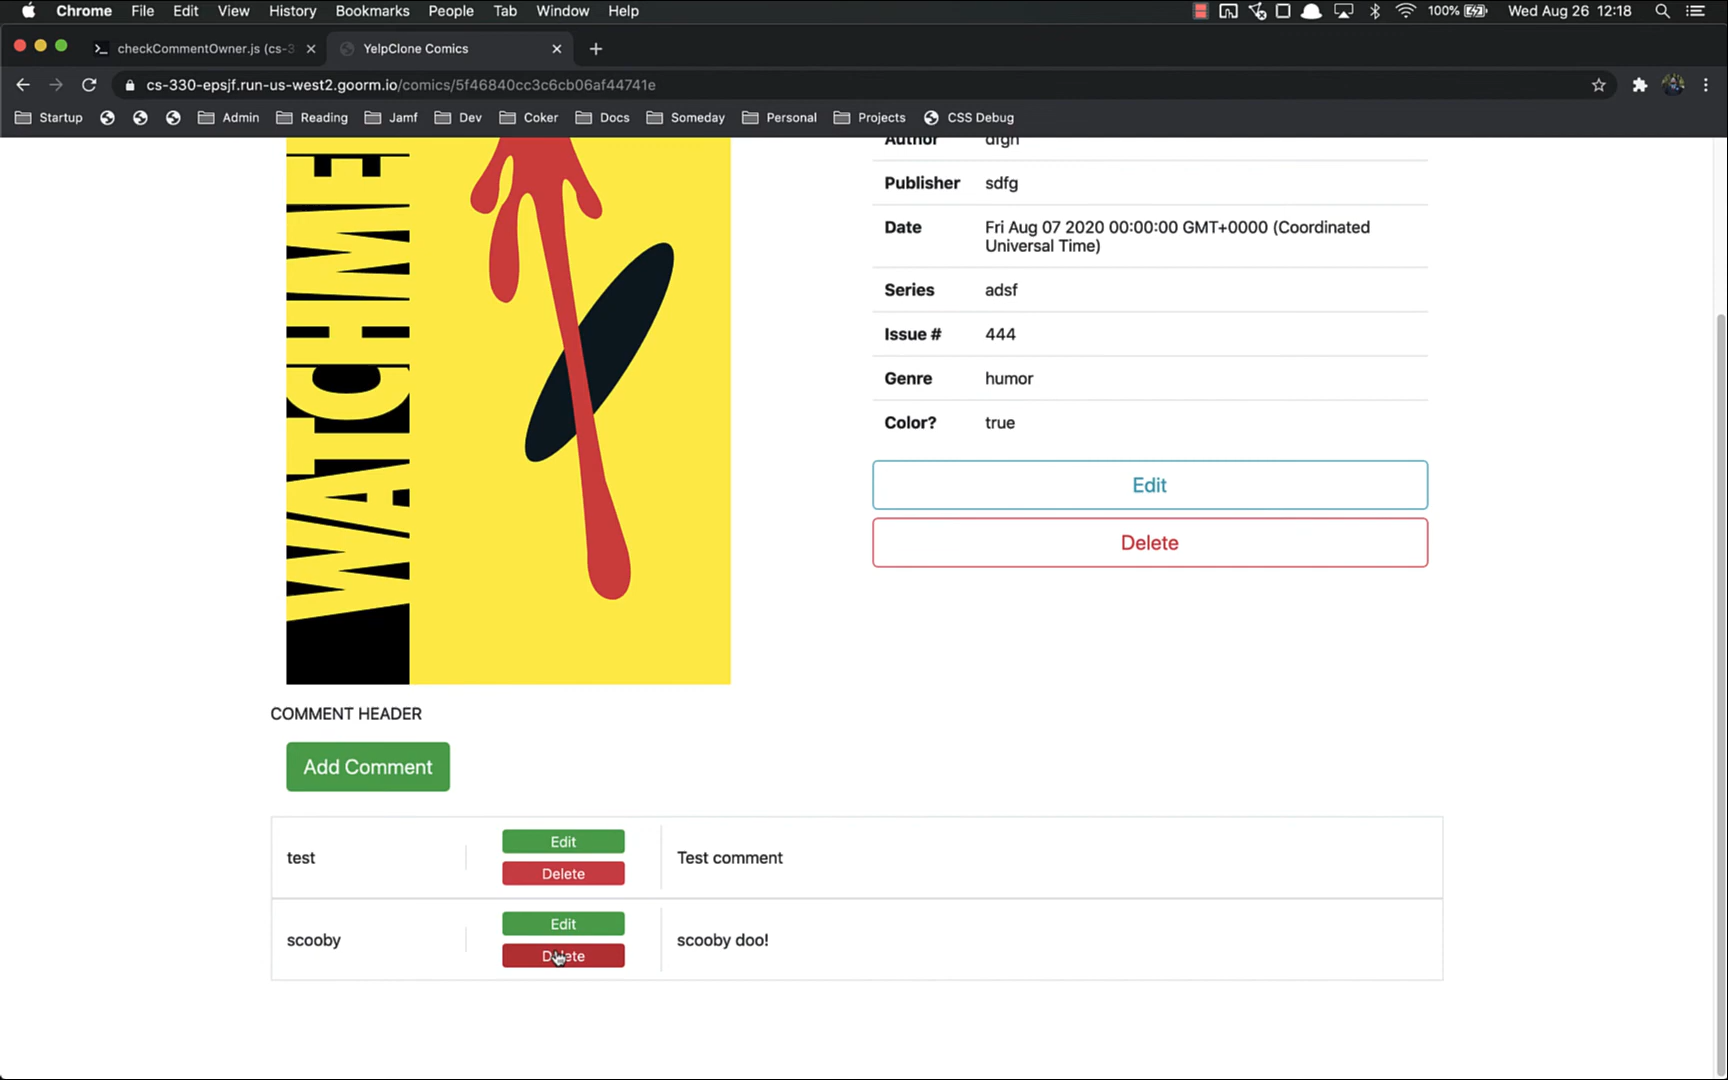 Chrome File Edit View History Bookmarks People Tab Window Help 100% Wed Aug 26 12:18
checkCommentOwner.js (cs-3 YelpClone Comics
cs-330-epsjf.run-us-west2.goorm.io/comics/5f46840cc3c6cb06af44741e
Startup Admin Reading Jamf Dev Coker Docs Someday Personal Projects CSS Debug
WATCHME
Author dfgh
Publisher sdfg
Date Fri Aug 07 2020 00:00:00 GMT+0000 (Coordinated
Universal Time)
Series adsf
Issue # 444
Genre humor
Color? true
Edit
Delete
COMMENT HEADER
Add Comment
test Edit Test comment
Delete
scooby Edit scooby doo!
Delete